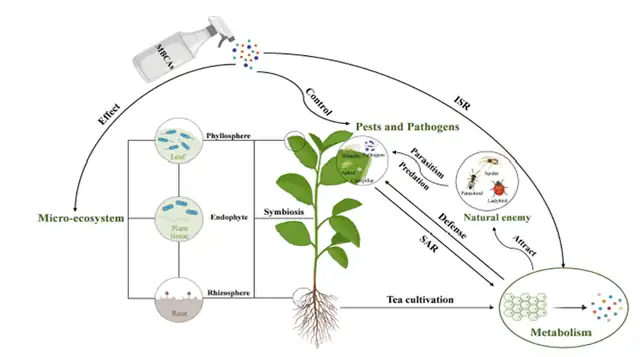 MBCAs
Effect
Control
ISR
Pests and Pathogens
Phyllosphere
Leaf
Pathogens
Parasitism
Predation
Spider
Parasitoid
Ladybird
Natural enemy
Micro-ecosystem
Endophyte
Symbiosis
Plant
tissue
Defense
SAR
Attract
Rhizosphere
Root
Tea cultivation
Metabolism